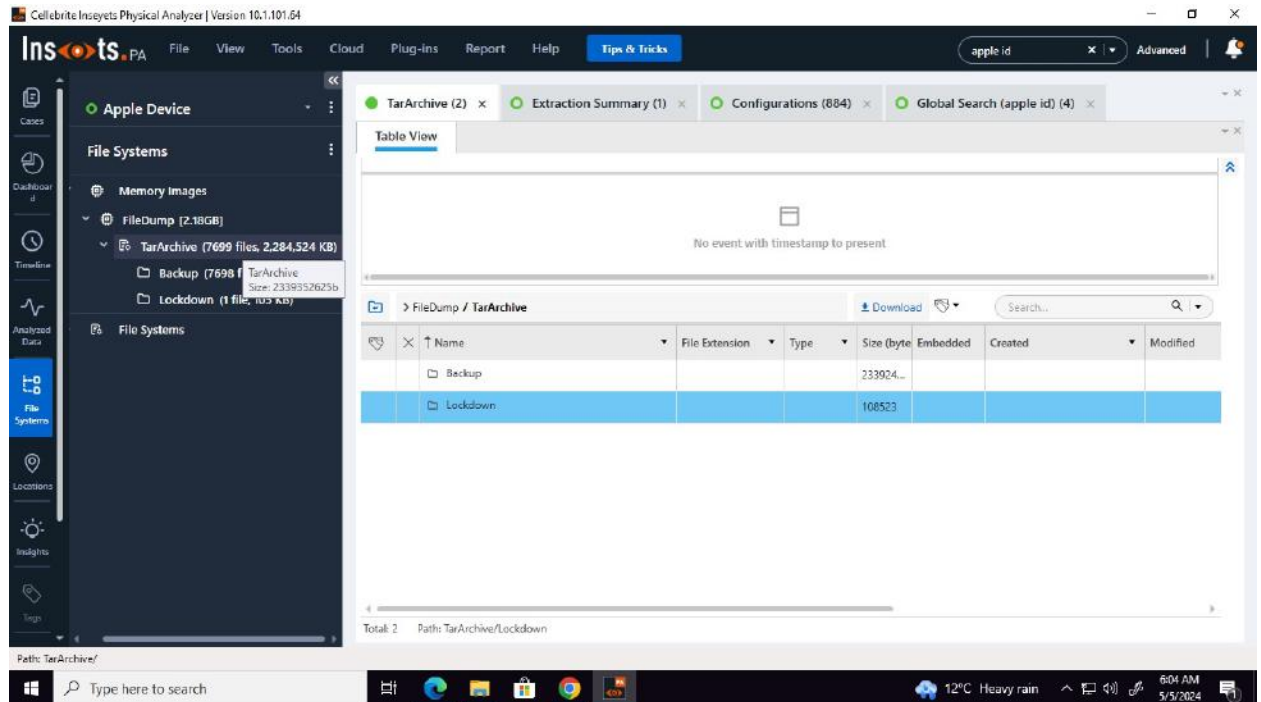 Cellebrite Inseyets Physical Analyzer | Version 10.1.101.64
Ins ts. PA File View Tools Cloud Plug-ins Report Help Tips & Tricks apple id Advanced
Cases
Dashboar
d
Timeline
Analyzed
Data
File
Systems
Locations
Insights
Tags
Apple Device
File Systems
Memory Images
FileDump [2.18GB]
TarArchive (7699 files, 2,284,524 KB)
Backup (7698 f
Lockdown (1 file, 105 KB)
TarArchive
Size: 2339352625b
File Systems
TarArchive (2) Extraction Summary (1) Configurations (884) Global Search (apple id) (4)
Table View
No event with timestamp to present
> FileDump / TarArchive Download Search...
Name File Extension Type Size (byte Embedded Created Modified
Backup 233924...
Lockdown 108523
Total: 2 Path: TarArchive/Lockdown
Path: TarArchive/
Type here to search 12°C Heavy rain 6:04 AM
5/5/2024